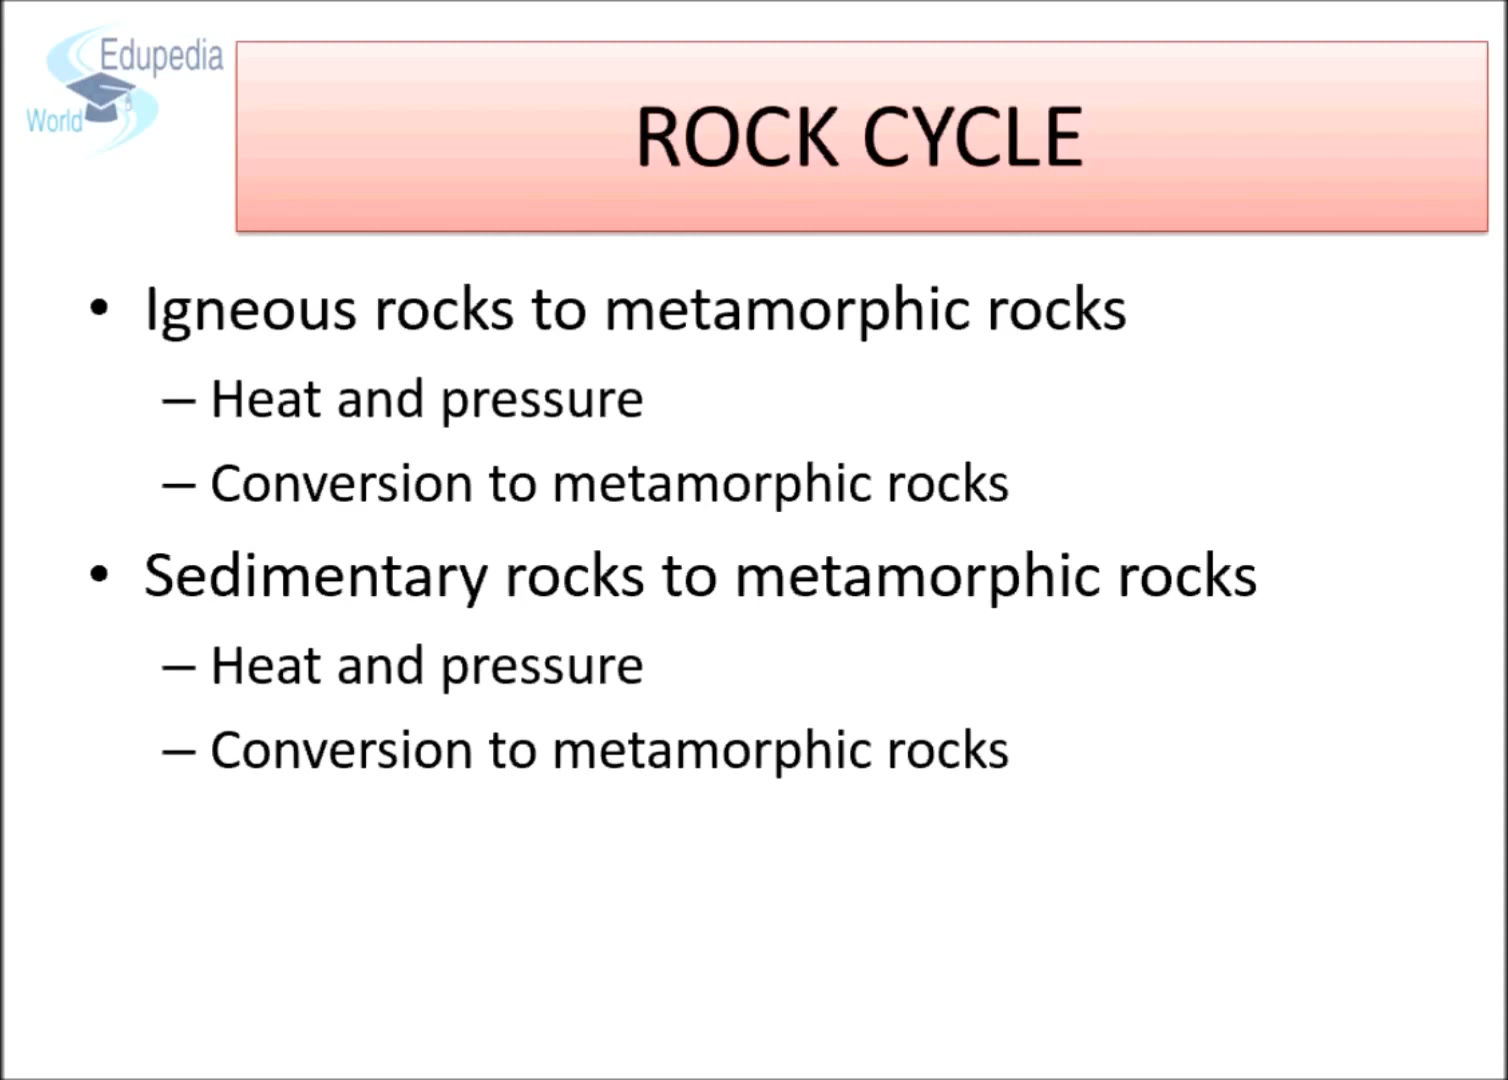 Edupedia
World
ROCK CYCLE
• Igneous rocks to metamorphic rocks
– Heat and pressure
– Conversion to metamorphic rocks
• Sedimentary rocks to metamorphic rocks
– Heat and pressure
– Conversion to metamorphic rocks